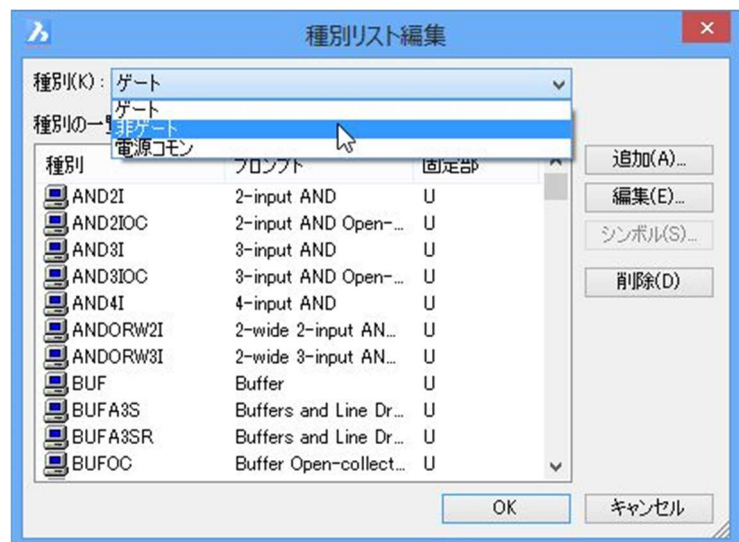 種別リスト編集
種別(K): ゲート
ゲート
種別の一
非ゲート
電源コモン
種別 プロンプト 固定部
AND2I 2-input AND U
AND2IOC 2-input AND Open-... U
AND3I 3-input AND U
AND3IOC 3-input AND Open-... U
AND4I 4-input AND U
ANDORW2I 2-wide 2-input AN... U
ANDORW3I 2-wide 3-input AN... U
BUF Buffer U
BUFA3S Buffers and Line Dr... U
BUFA3SR Buffers and Line Dr... U
BUFOC Buffer Open-collect... U
追加(A)...
編集(E)...
シンボル(S)...
削除(D)
OK キャンセル